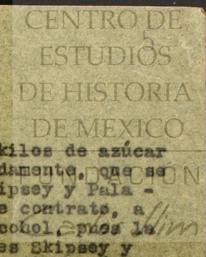 CENTRO DE
ESTUDIOS
DE HISTORIA
DE MEXICO
kilos de azúcar
damente, que se
ipsey y Pala -
e contrato, a
cohol, pues la
es Skipsey y